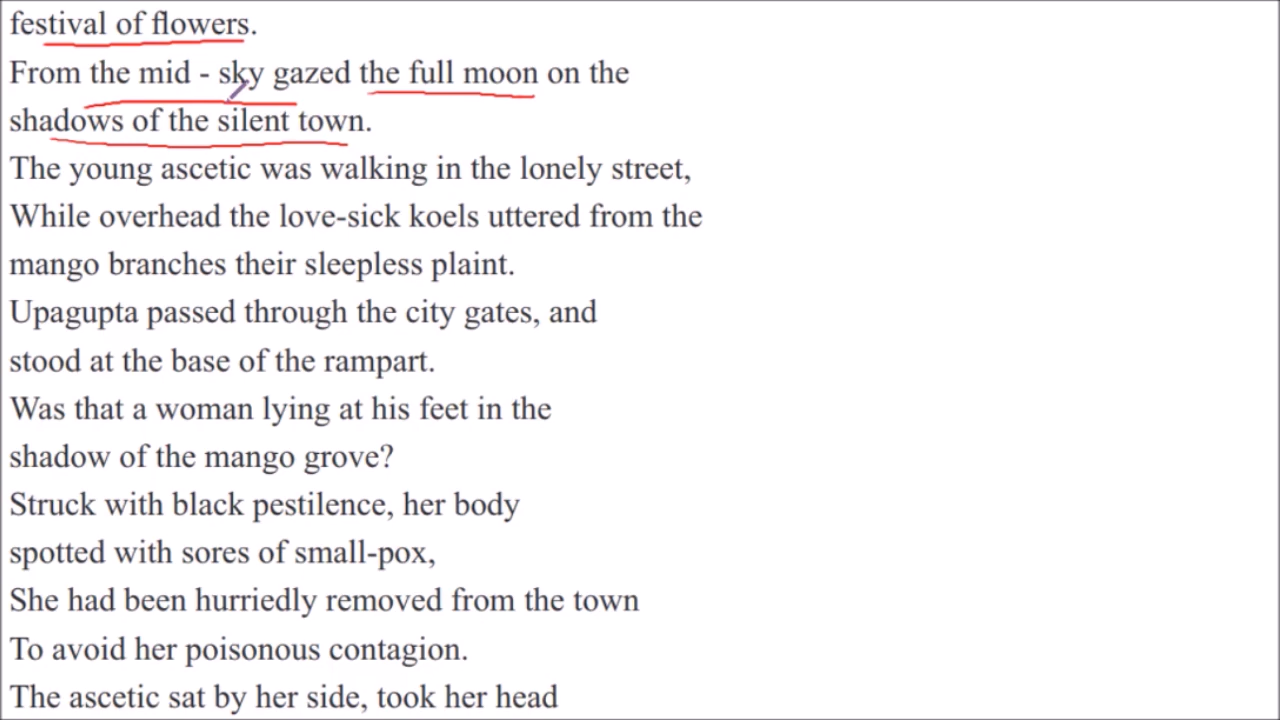 festival of flowers.
From the mid - sky gazed the full moon on the
shadows of the silent town.
The young ascetic was walking in the lonely street,
While overhead the love-sick koels uttered from the
mango branches their sleepless plaint.
Upagupta passed through the city gates, and
stood at the base of the rampart.
Was that a woman lying at his feet in the
shadow of the mango grove?
Struck with black pestilence, her body
spotted with sores of small-pox,
She had been hurriedly removed from the town
To avoid her poisonous contagion.
The ascetic sat by her side, took her head